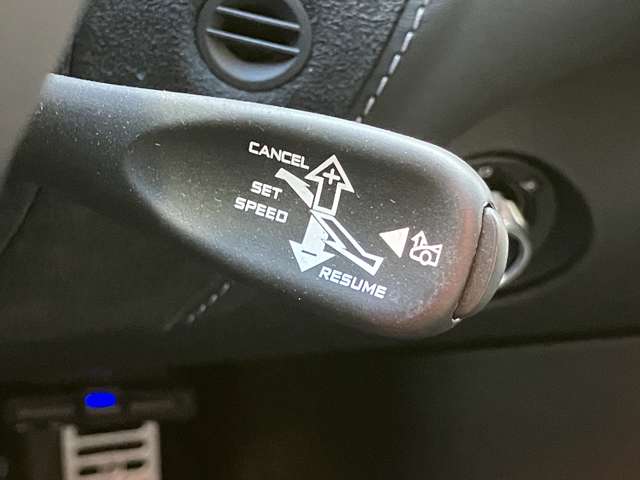 CANCEL
+
SET
SPEED
-
RESUME